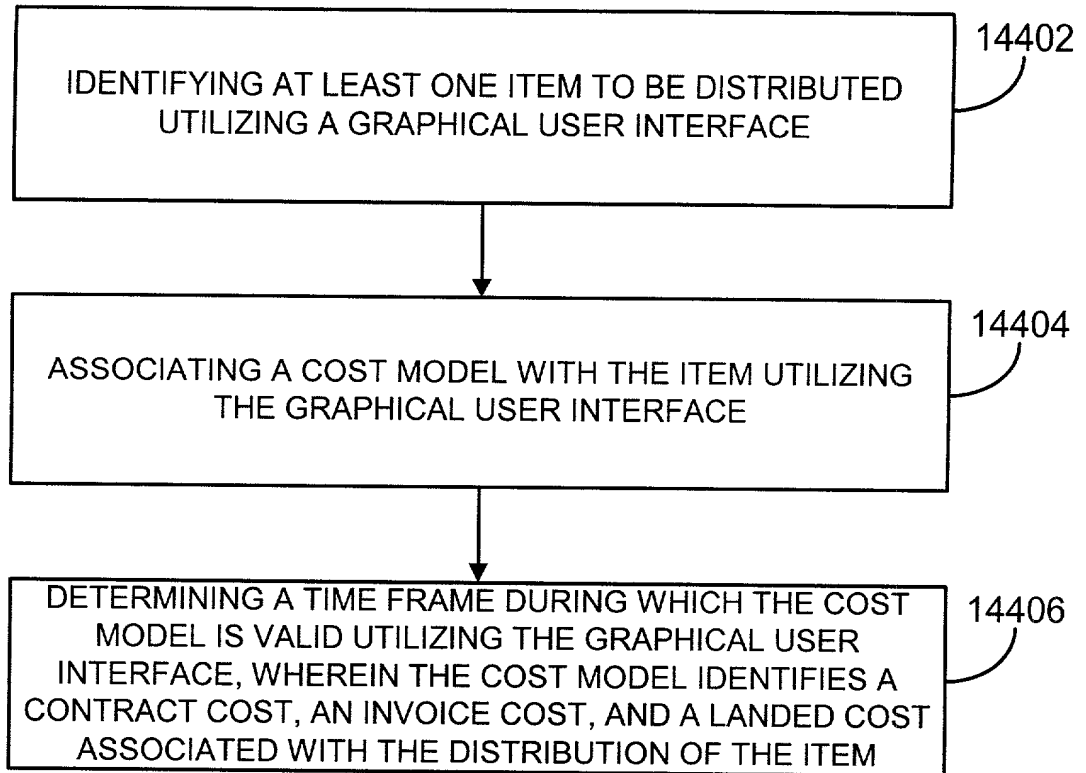 14402
IDENTIFYING AT LEAST ONE ITEM TO BE DISTRIBUTED
UTILIZING A GRAPHICAL USER INTERFACE
14404
ASSOCIATING A COST MODEL WITH THE ITEM UTILIZING
THE GRAPHICAL USER INTERFACE
14406
DETERMINING A TIME FRAME DURING WHICH THE COST
MODEL IS VALID UTILIZING THE GRAPHICAL USER
INTERFACE, WHEREIN THE COST MODEL IDENTIFIES A
CONTRACT COST, AN INVOICE COST, AND A LANDED COST
ASSOCIATED WITH THE DISTRIBUTION OF THE ITEM